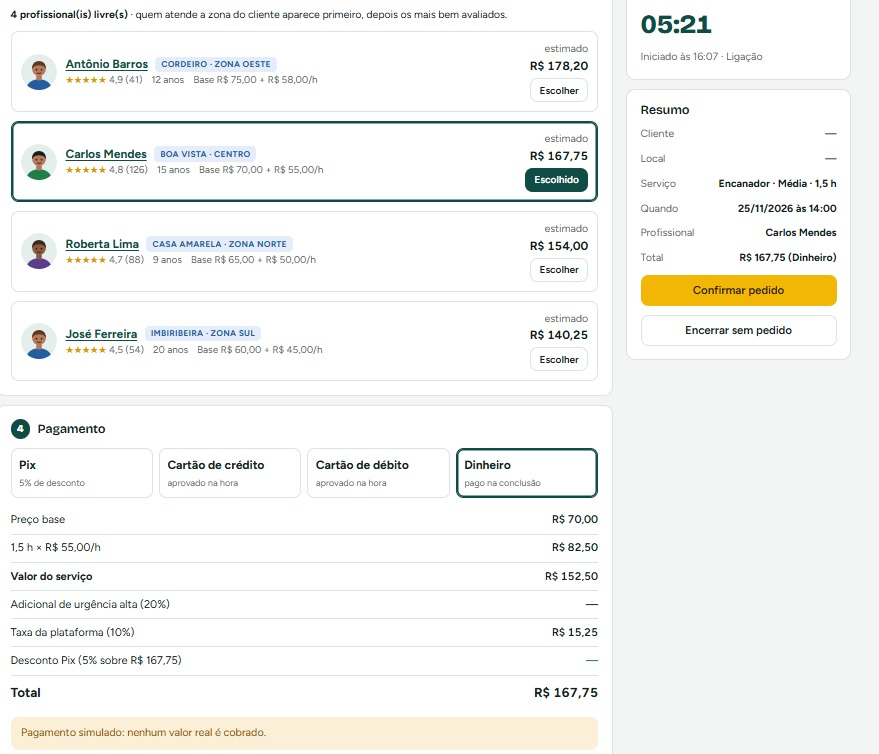 4 profissional(is) livre(s) · quem atende a zona do cliente aparece primeiro, depois os mais bem avaliados.
Antônio Barros CORDEIRO · ZONA OESTE
★★★★★ 4,9 (41) 12 anos Base R$ 75,00 + R$ 58,00/h
estimado
R$ 178,20
Escolher
Carlos Mendes BOA VISTA · CENTRO
★★★★★ 4,8 (126) 15 anos Base R$ 70,00 + R$ 55,00/h
estimado
R$ 167,75
Escolhido
Roberta Lima CASA AMARELA · ZONA NORTE
★★★★★ 4,7 (88) 9 anos Base R$ 65,00 + R$ 50,00/h
estimado
R$ 154,00
Escolher
José Ferreira IMBIRIBEIRA · ZONA SUL
★★★★★ 4,5 (54) 20 anos Base R$ 60,00 + R$ 45,00/h
estimado
R$ 140,25
Escolher
4 Pagamento
Pix
5% de desconto
Cartão de crédito
aprovado na hora
Cartão de débito
aprovado na hora
Dinheiro
pago na conclusão
Preço base R$ 70,00
1,5 h × R$ 55,00/h R$ 82,50
Valor do serviço R$ 152,50
Adicional de urgência alta (20%) —
Taxa da plataforma (10%) R$ 15,25
Desconto Pix (5% sobre R$ 167,75) —
Total R$ 167,75
Pagamento simulado: nenhum valor real é cobrado.
05:21
Iniciado às 16:07 · Ligação
Resumo
Cliente —
Local —
Serviço Encanador · Média · 1,5 h
Quando 25/11/2026 às 14:00
Profissional Carlos Mendes
Total R$ 167,75 (Dinheiro)
Confirmar pedido
Encerrar sem pedido